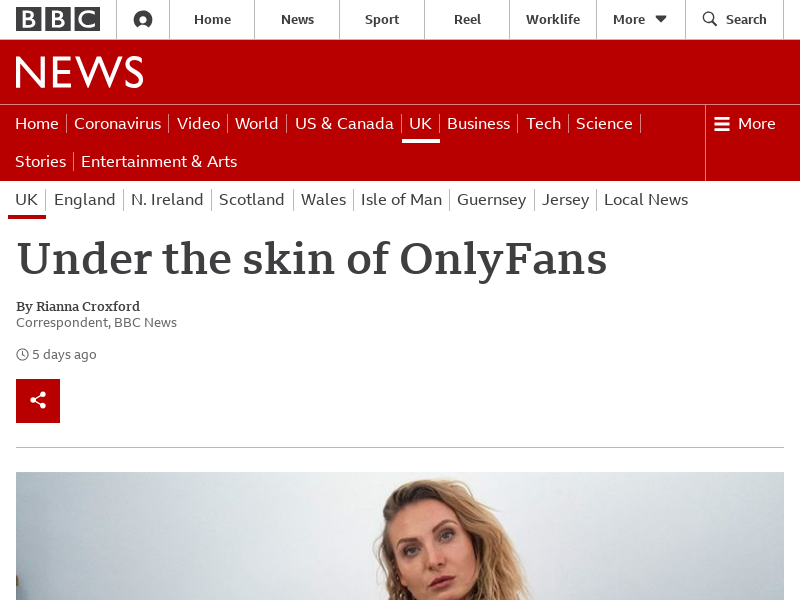 BBC Home News Sport Reel Worklife More Search
NEWS
Home Coronavirus Video World US & Canada UK Business Tech Science More
Stories Entertainment & Arts
UK England N. Ireland Scotland Wales Isle of Man Guernsey Jersey Local News
Under the skin of OnlyFans
By Rianna Croxford
Correspondent, BBC News
5 days ago